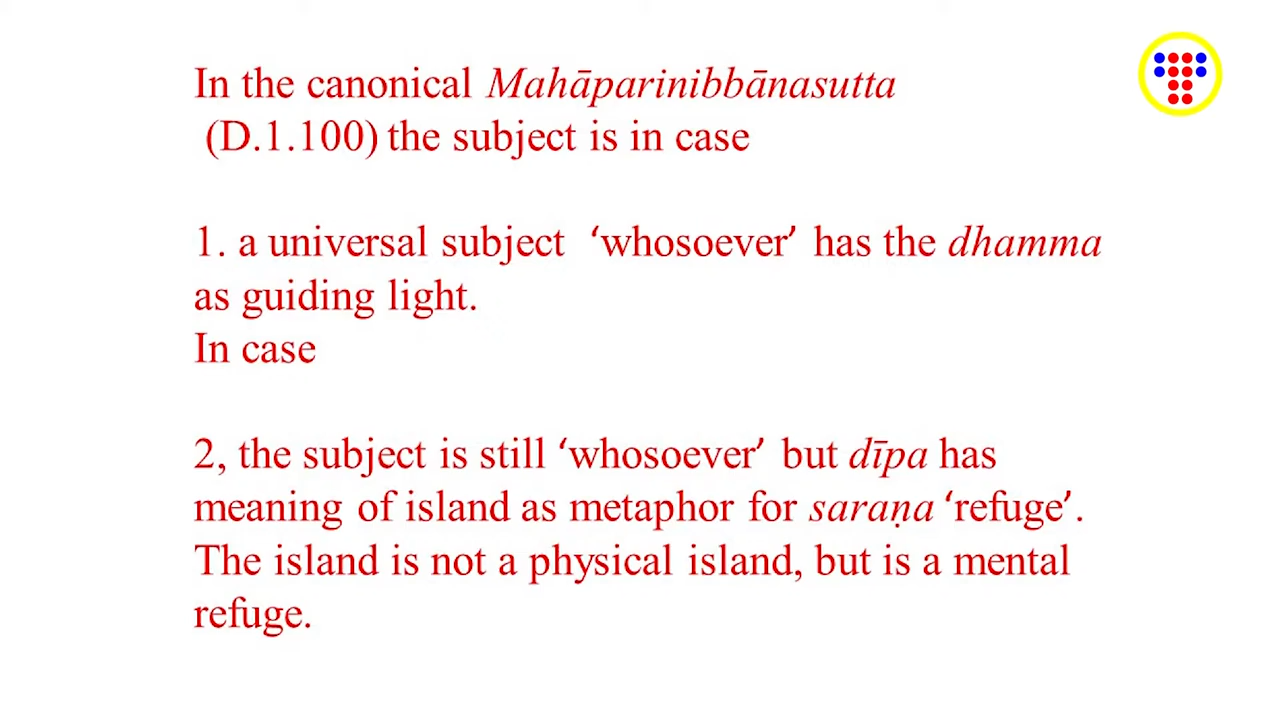 In the canonical Mahāparinibbānasutta
(D.1.100) the subject is in case
1. a universal subject ‘whosoever’ has the dhamma
as guiding light.
In case
2, the subject is still ‘whosoever’ but dīpa has
meaning of island as metaphor for saraṇa ‘refuge’.
The island is not a physical island, but is a mental
refuge.